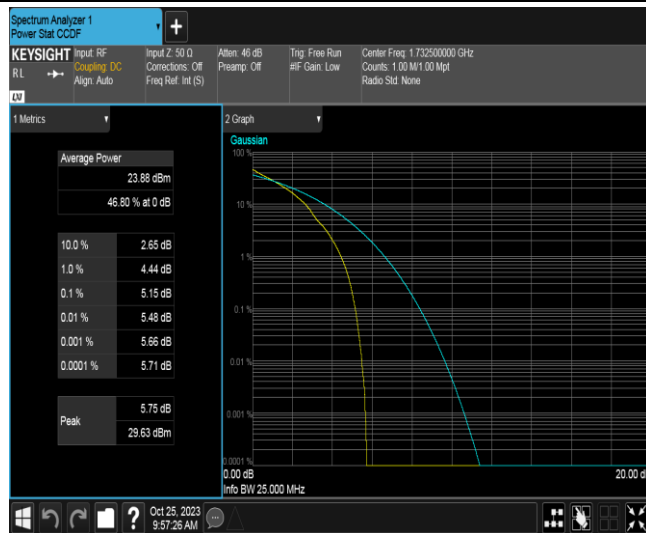 Spectrum Analyzer 1
Power Stat CCDF
+
KEYSIGHT
RL
LXI
Input: RF
Coupling: DC
Align: Auto
Input Z: 50 Ω
Corrections: Off
Freq Ref: Int (S)
Atten: 46 dB
Preamp: Off
Trig: Free Run
#IF Gain: Low
Center Freq: 1.732500000 GHz
Counts: 1.00 M/1.00 Mpt
Radio Std: None
1 Metrics
Average Power
23.88 dBm
46.80 % at 0 dB
10.0 % 2.65 dB
1.0 % 4.44 dB
0.1 % 5.15 dB
0.01 % 5.48 dB
0.001 % 5.66 dB
0.0001 % 5.71 dB
Peak
5.75 dB
29.63 dBm
2 Graph
Gaussian
100 %
10 %
1 %
0.1 %
0.01 %
0.001 %
0.0001 %
0.00 dB
20.00 d
Info BW 25.000 MHz
?
Oct 25, 2023
9:57:26 AM